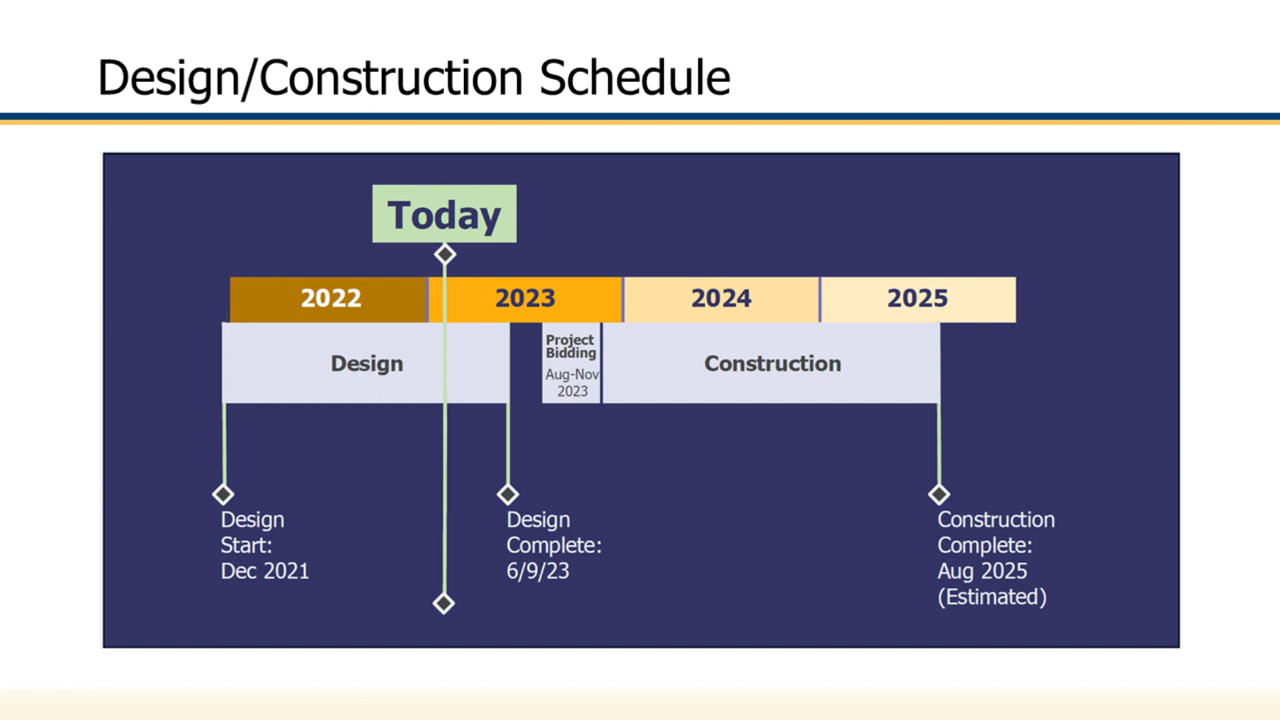 Design/Construction Schedule
Today
2022
2023
2024
2025
Design
Project
Bidding
Aug-Nov
2023
Construction
Design
Start:
Dec 2021
Design
Complete:
6/9/23
Construction
Complete:
Aug 2025
(Estimated)